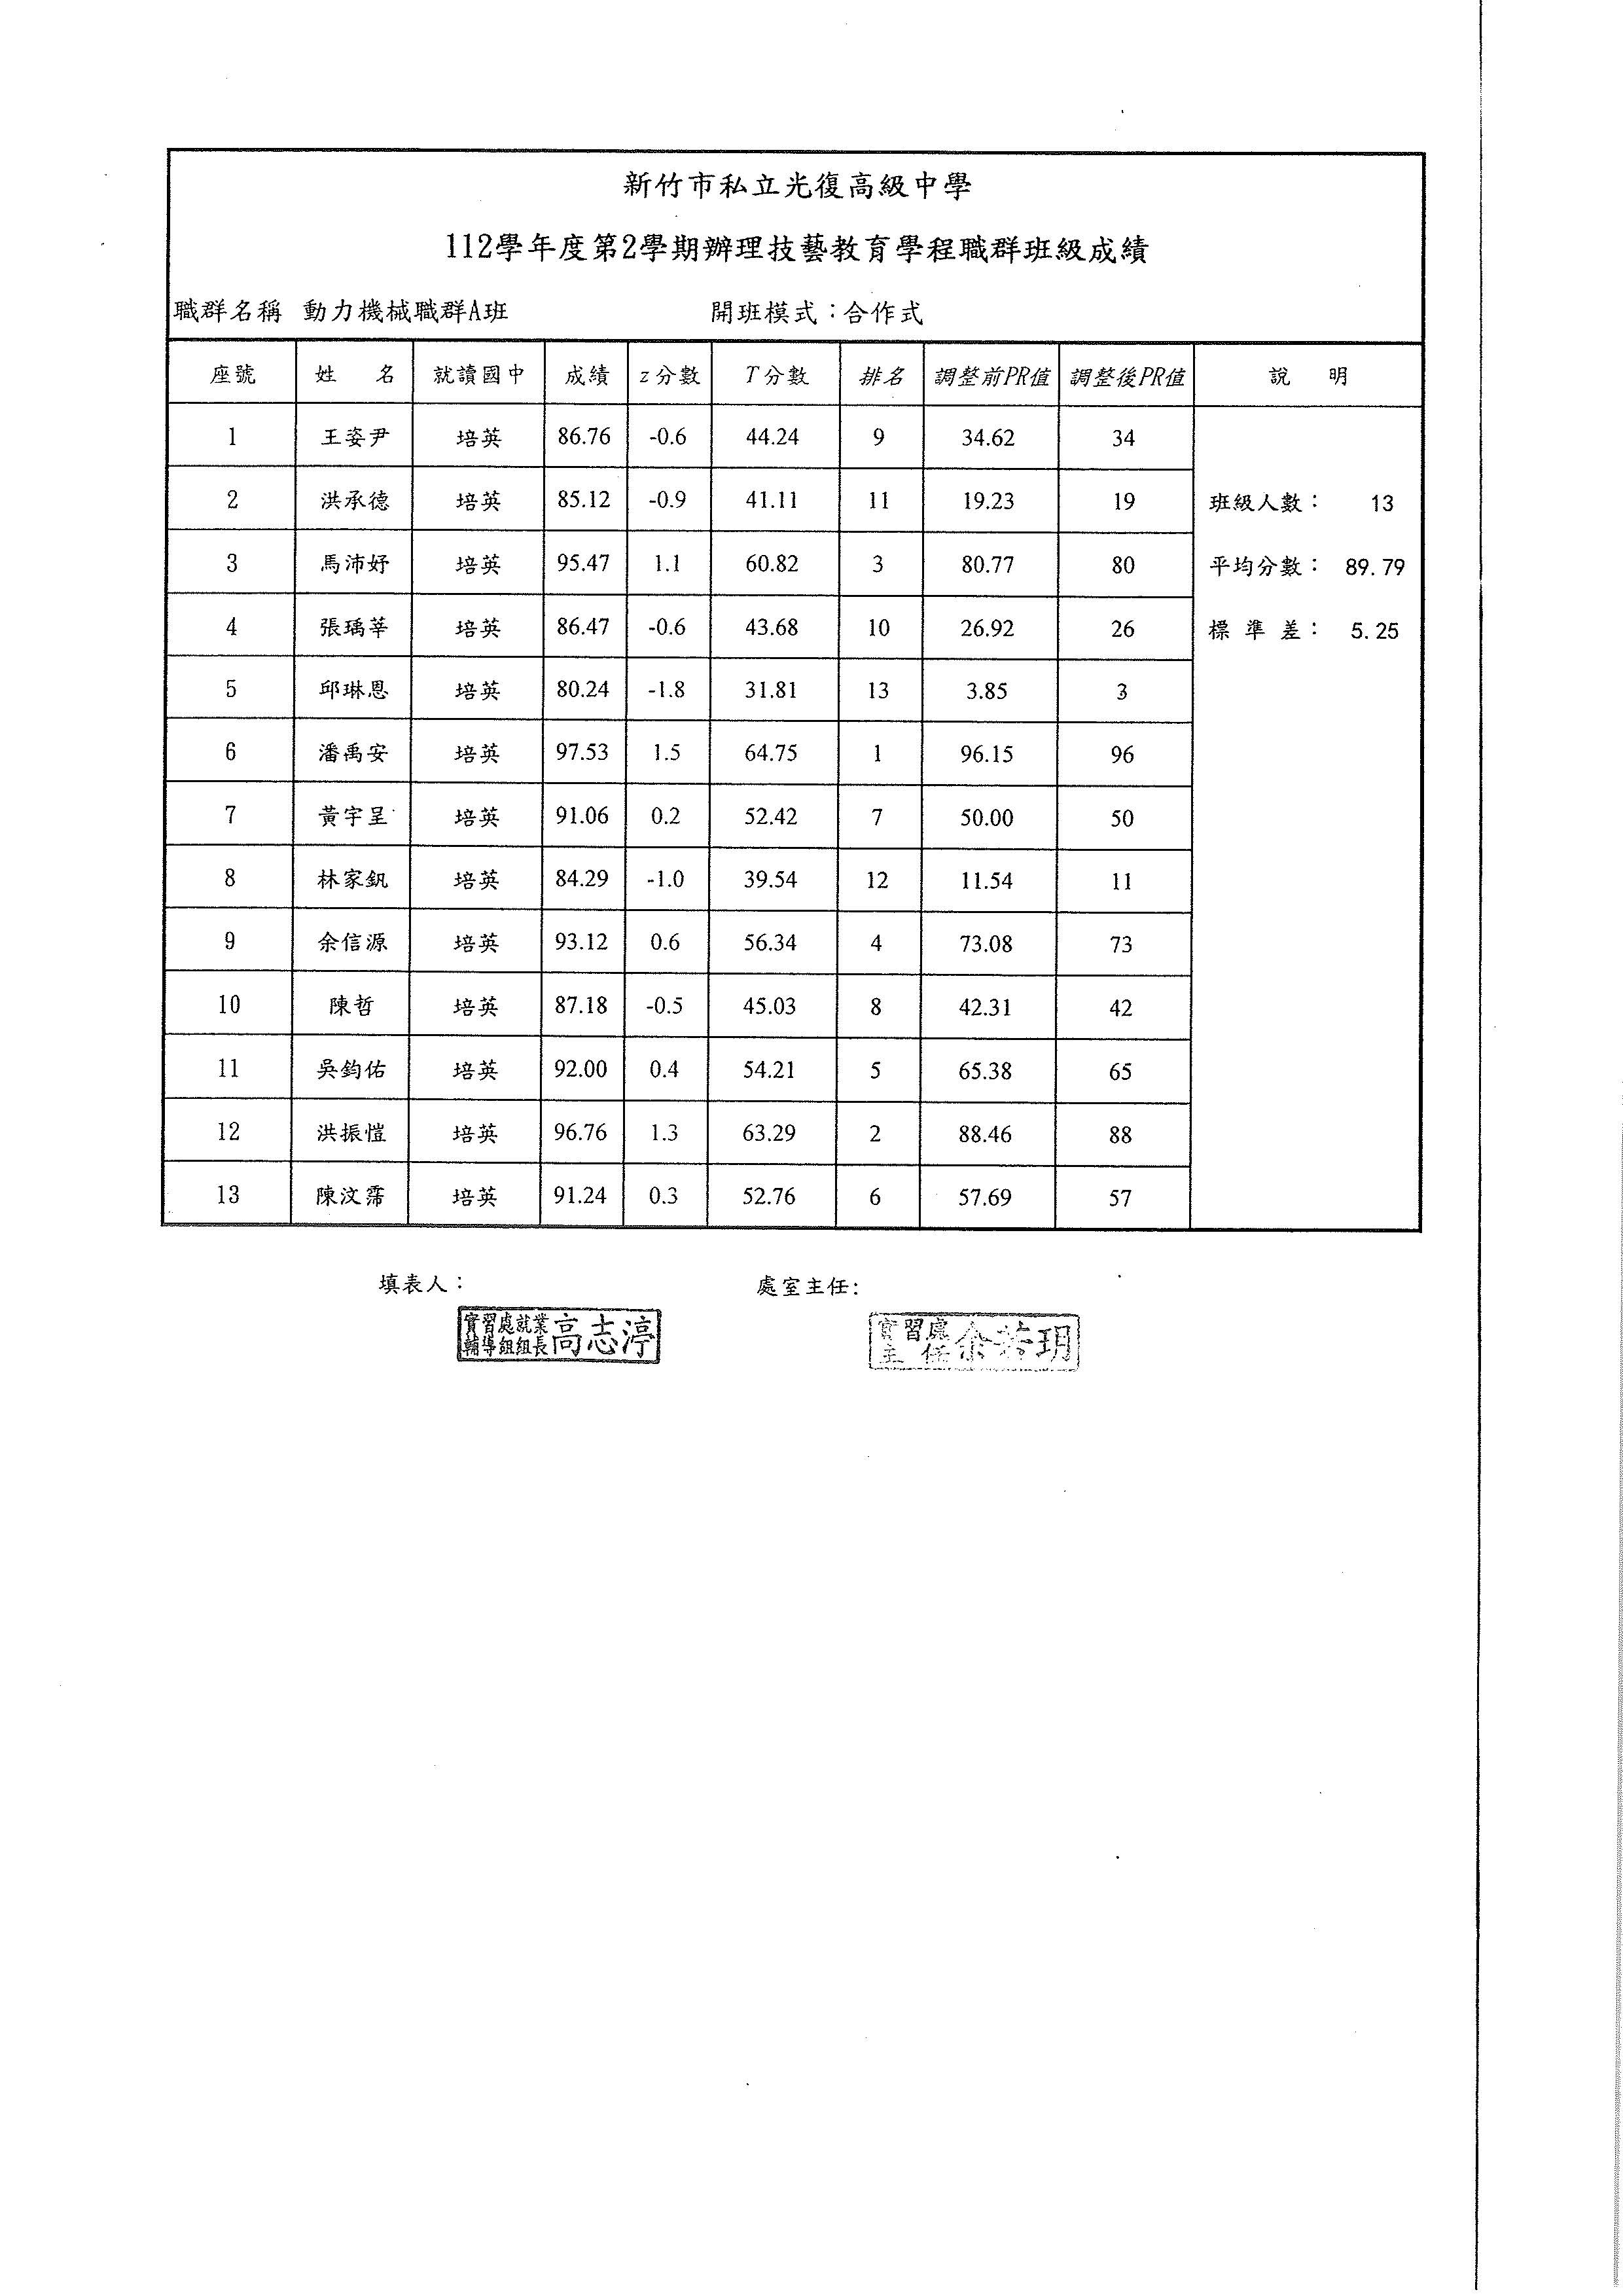 新竹市私立光復高級中學
112學年度第2學期辦理技藝教育學程職群班級成績
職群名稱 動力機械職群A班 開班模式：合作式
座號 姓 名 就讀國中 成績 z分數 T分數 排名 調整前PR值 調整後PR值 說 明
1 王姿尹 培英 86.76 -0.6 44.24 9 34.62 34
2 洪承德 培英 85.12 -0.9 41.11 11 19.23 19 班級人數： 13
3 馬沛妤 培英 95.47 1.1 60.82 3 80.77 80 平均分數： 89.79
4 張瑀莘 培英 86.47 -0.6 43.68 10 26.92 26 標 準 差： 5.25
5 邱琳恩 培英 80.24 -1.8 31.81 13 3.85 3
6 潘禹安 培英 97.53 1.5 64.75 1 96.15 96
7 黃宇呈 培英 91.06 0.2 52.42 7 50.00 50
8 林家釩 培英 84.29 -1.0 39.54 12 11.54 11
9 余信源 培英 93.12 0.6 56.34 4 73.08 73
10 陳哲 培英 87.18 -0.5 45.03 8 42.31 42
11 吳鈞佑 培英 92.00 0.4 54.21 5 65.38 65
12 洪振愷 培英 96.76 1.3 63.29 2 88.46 88
13 陳汶霈 培英 91.24 0.3 52.76 6 57.69 57
填表人： 處室主任:
實習處就業
輔導組組長 高志渟
實習處
主 任 余 玥